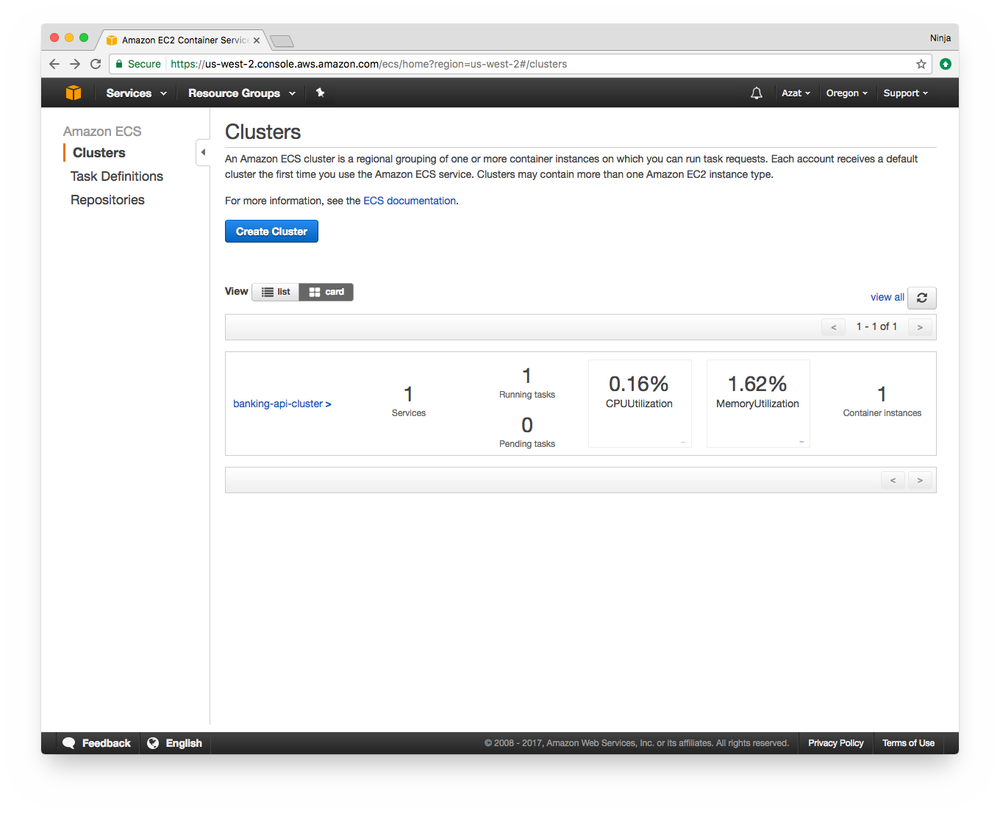 Amazon EC2 Container Service
Ninja
Secure https://us-west-2.console.aws.amazon.com/ecs/home?region=us-west-2#/clusters
Services Resource Groups Azat Oregon Support
Amazon ECS
Clusters
Task Definitions
Repositories
Clusters
An Amazon ECS cluster is a regional grouping of one or more container instances on which you can run task requests. Each account receives a default
cluster the first time you use the Amazon ECS service. Clusters may contain more than one Amazon EC2 instance type.
For more information, see the ECS documentation.
Create Cluster
View list card
view all
< 1 - 1 of 1 >
banking-api-cluster >
1
Services
1
Running tasks
0
Pending tasks
0.16%
CPUUtilization
1.62%
MemoryUtilization
1
Container instances
< >
Feedback English © 2008 - 2017, Amazon Web Services, Inc. or its affiliates. All rights reserved. Privacy Policy Terms of Use